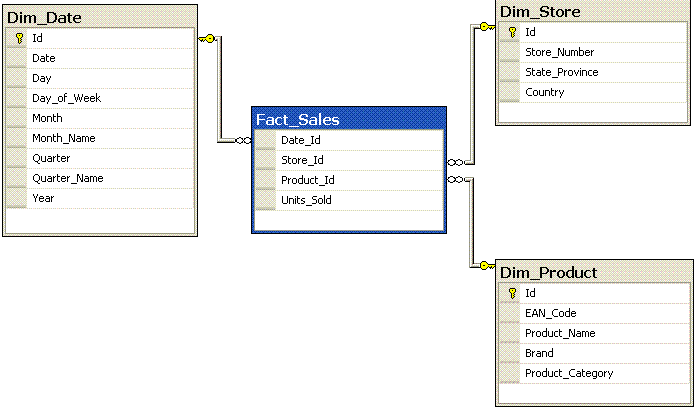 Dim_Date
Id
Date
Day
Day_of_Week
Month
Month_Name
Quarter
Quarter_Name
Year
Fact_Sales
Date_Id
Store_Id
Product_Id
Units_Sold
Dim_Store
Id
Store_Number
State_Province
Country
Dim_Product
Id
EAN_Code
Product_Name
Brand
Product_Category